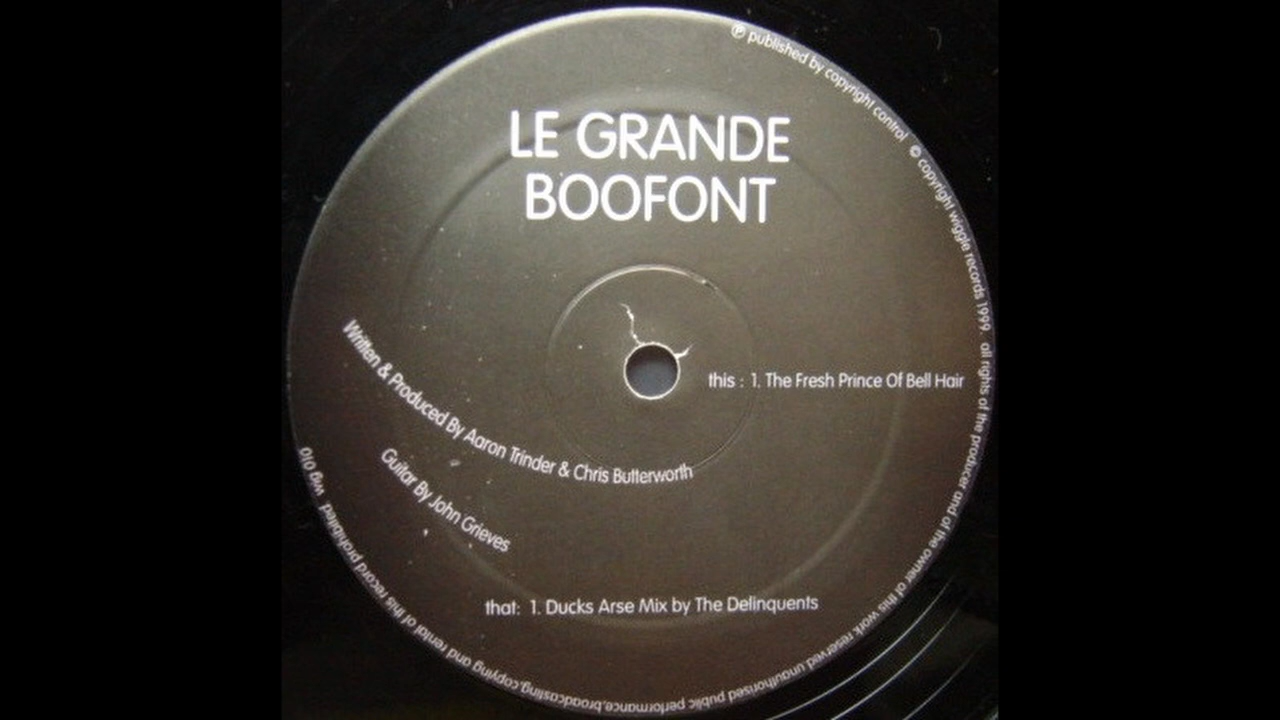 LE GRANDE
BOOFONT
this : 1. The Fresh Prince Of Bell Hair
Written & Produced By Aaron Trinder & Chris Butterworth
Guitar By John Grieves
that: 1. Ducks Arse Mix by The Delinquents
℗ published by copyright control © copyright wiggle records 1999. all rights of the producer and of the owner of this work reserved unauthorised public performance,broadcasting,copying and rental of this record prohibited. wig 010